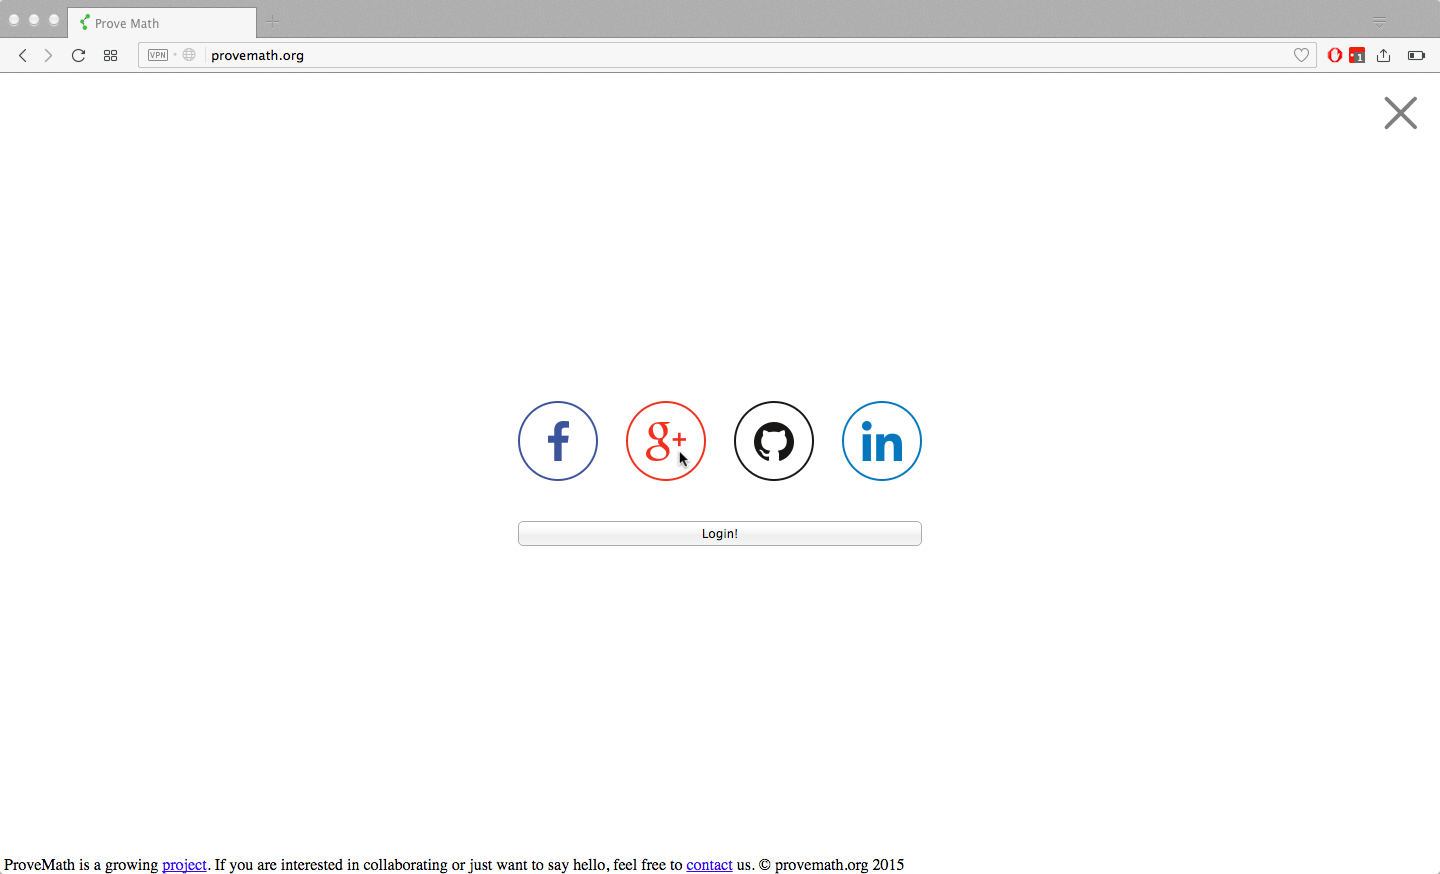 Prove Math
VPN
provemath.org
1
f
g+
in
Login!
ProveMath is a growing project. If you are interested in collaborating or just want to say hello, feel free to contact us. © provemath.org 2015